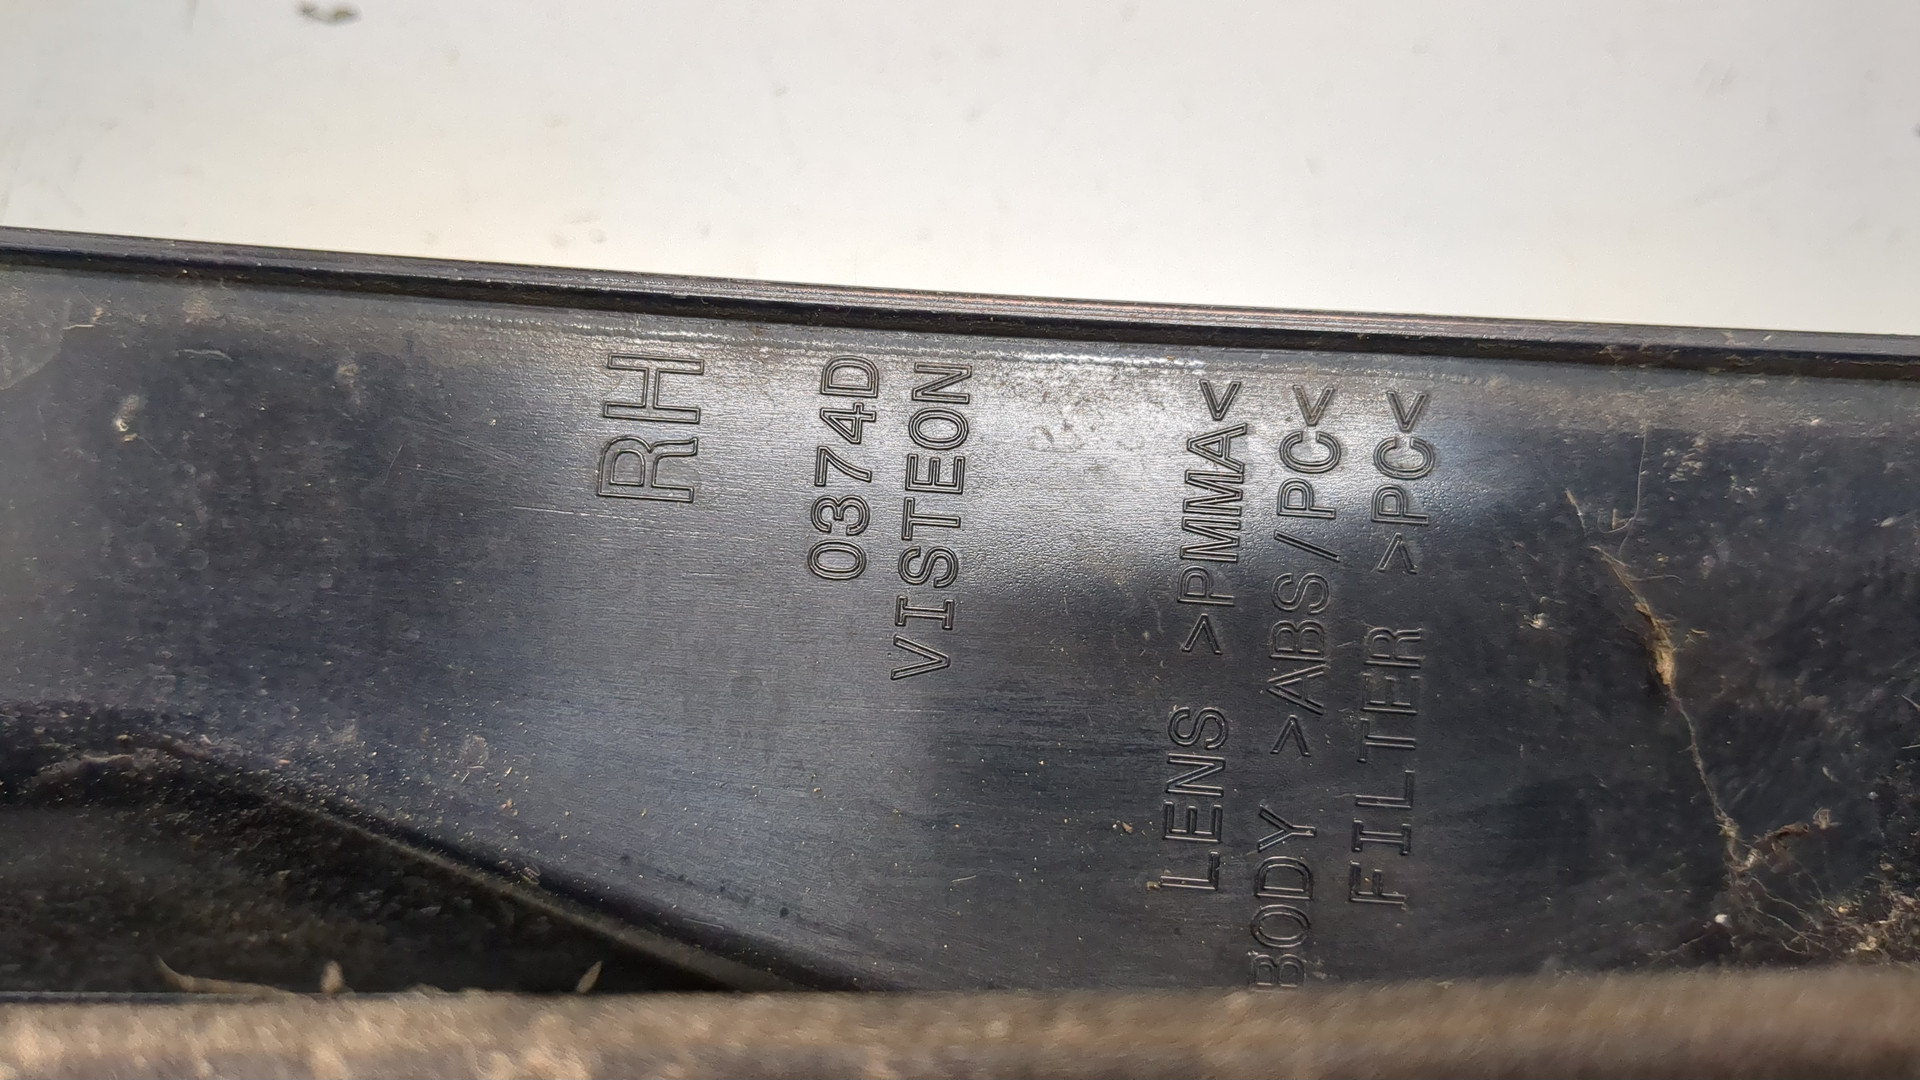 RH
0374D
VISTEON
LENS >PMMA<
BODY >ABS/PC<
FILTER >PC<